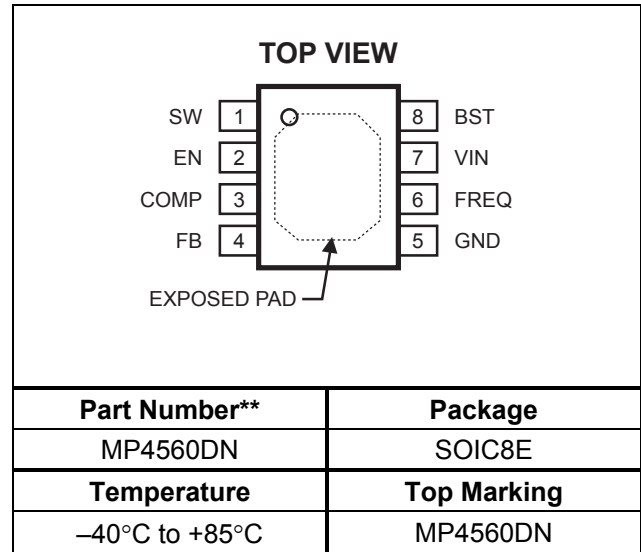 TOP VIEW
SW 1 8 BST
EN 2 7 VIN
COMP 3 6 FREQ
FB 4 5 GND
EXPOSED PAD
Part Number** Package
MP4560DN SOIC8E
Temperature Top Marking
–40°C to +85°C MP4560DN